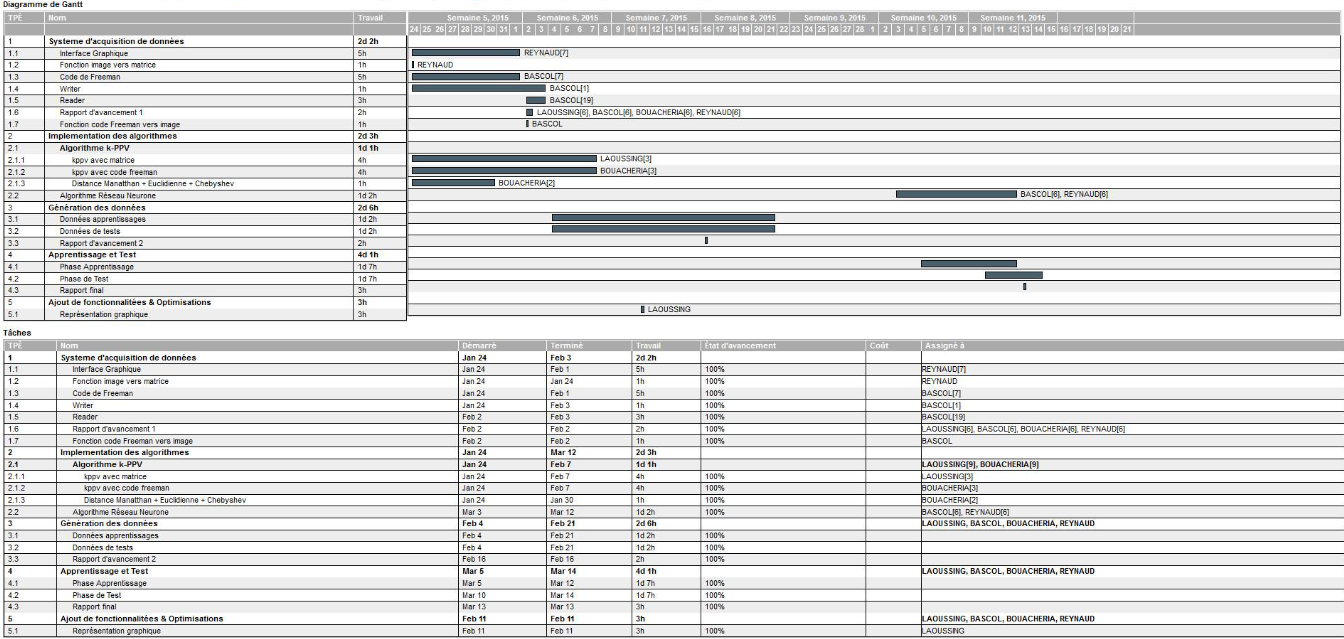 Diagramme de Gantt
TPÉ Nom Travail Semaine 5, 2015 Semaine 6, 2015 Semaine 7, 2015 Semaine 8, 2015 Semaine 9, 2015 Semaine 10, 2015 Semaine 11, 2015
24 25 26 27 28 29 30 31 1 2 3 4 5 6 7 8 9 10 11 12 13 14 15 16 17 18 19 20 21 22 23 24 25 26 27 28 1 2 3 4 5 6 7 8 9 10 11 12 13 14 15 16 17 18 19 20 21
1 Systeme d'acquisition de données 2d 2h
1.1 Interface Graphique 5h REYNAUD[7]
1.2 Fonction image vers matrice 1h REYNAUD
1.3 Code de Freeman 5h BASCOL[7]
1.4 Writer 1h BASCOL[1]
1.5 Reader 3h BASCOL[19]
1.6 Rapport d'avancement 1 2h LAOUSSING[6], BASCOL[6], BOUACHERIA[6], REYNAUD[6]
1.7 Fonction code Freeman vers image 1h BASCOL
2 Implementation des algorithmes 2d 3h
2.1 Algorithme k-PPV 1d 1h
2.1.1 kppv avec matrice 4h LAOUSSING[3]
2.1.2 kppv avec code freeman 4h BOUACHERIA[3]
2.1.3 Distance Manatthan + Euclidienne + Chebyshev 1h BOUACHERIA[2]
2.2 Algorithme Réseau Neurone 1d 2h BASCOL[6], REYNAUD[6]
3 Génération des données 2d 6h
3.1 Données apprentissages 1d 2h
3.2 Données de tests 1d 2h
3.3 Rapport d'avancement 2 2h
4 Apprentissage et Test 4d 1h
4.1 Phase Apprentissage 1d 7h
4.2 Phase de Test 1d 7h
4.3 Rapport final 3h
5 Ajout de fonctionnalitées & Optimisations 3h
5.1 Représentation graphique 3h LAOUSSING
Tâches
TPÉ Nom Démarré Terminé Travail État d'avancement Coût Assigné à
1 Systeme d'acquisition de données Jan 24 Feb 3 2d 2h
1.1 Interface Graphique Jan 24 Feb 1 5h 100% REYNAUD[7]
1.2 Fonction image vers matrice Jan 24 Jan 24 1h 100% REYNAUD
1.3 Code de Freeman Jan 24 Feb 1 5h 100% BASCOL[7]
1.4 Writer Jan 24 Feb 3 1h 100% BASCOL[1]
1.5 Reader Feb 2 Feb 3 3h 100% BASCOL[19]
1.6 Rapport d'avancement 1 Feb 2 Feb 2 2h 100% LAOUSSING[6], BASCOL[6], BOUACHERIA[6], REYNAUD[6]
1.7 Fonction code Freeman vers image Feb 2 Feb 2 1h 100% BASCOL
2 Implementation des algorithmes Jan 24 Mar 12 2d 3h
2.1 Algorithme k-PPV Jan 24 Feb 7 1d 1h LAOUSSING[9], BOUACHERIA[9]
2.1.1 kppv avec matrice Jan 24 Feb 7 4h 100% LAOUSSING[3]
2.1.2 kppv avec code freeman Jan 24 Feb 7 4h 100% BOUACHERIA[3]
2.1.3 Distance Manatthan + Euclidienne + Chebyshev Jan 24 Jan 30 1h 100% BOUACHERIA[2]
2.2 Algorithme Réseau Neurone Mar 3 Mar 12 1d 2h 100% BASCOL[6], REYNAUD[6]
3 Génération des données Feb 4 Feb 21 2d 6h LAOUSSING, BASCOL, BOUACHERIA, REYNAUD
3.1 Données apprentissages Feb 4 Feb 21 1d 2h 100%
3.2 Données de tests Feb 4 Feb 21 1d 2h 100%
3.3 Rapport d'avancement 2 Feb 16 Feb 16 2h 100%
4 Apprentissage et Test Mar 5 Mar 14 4d 1h LAOUSSING, BASCOL, BOUACHERIA, REYNAUD
4.1 Phase Apprentissage Mar 5 Mar 12 1d 7h 100%
4.2 Phase de Test Mar 10 Mar 14 1d 7h 100%
4.3 Rapport final Mar 13 Mar 13 3h 100%
5 Ajout de fonctionnalitées & Optimisations Feb 11 Feb 11 3h LAOUSSING, BASCOL, BOUACHERIA, REYNAUD
5.1 Représentation graphique Feb 11 Feb 11 3h 100% LAOUSSING